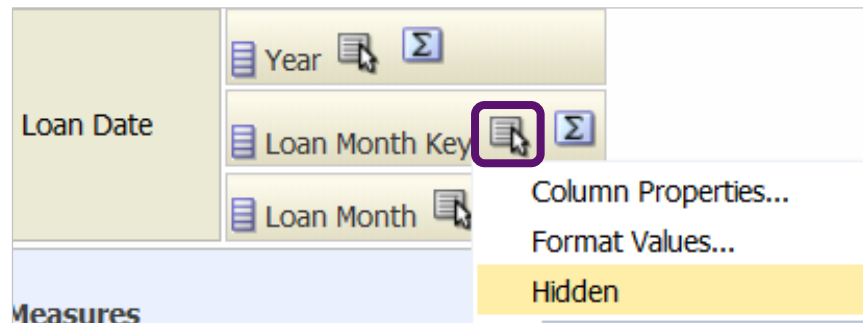 Year Σ
Loan Date
Loan Month Key Σ
Loan Month
Column Properties...
Format Values...
Hidden
Measures